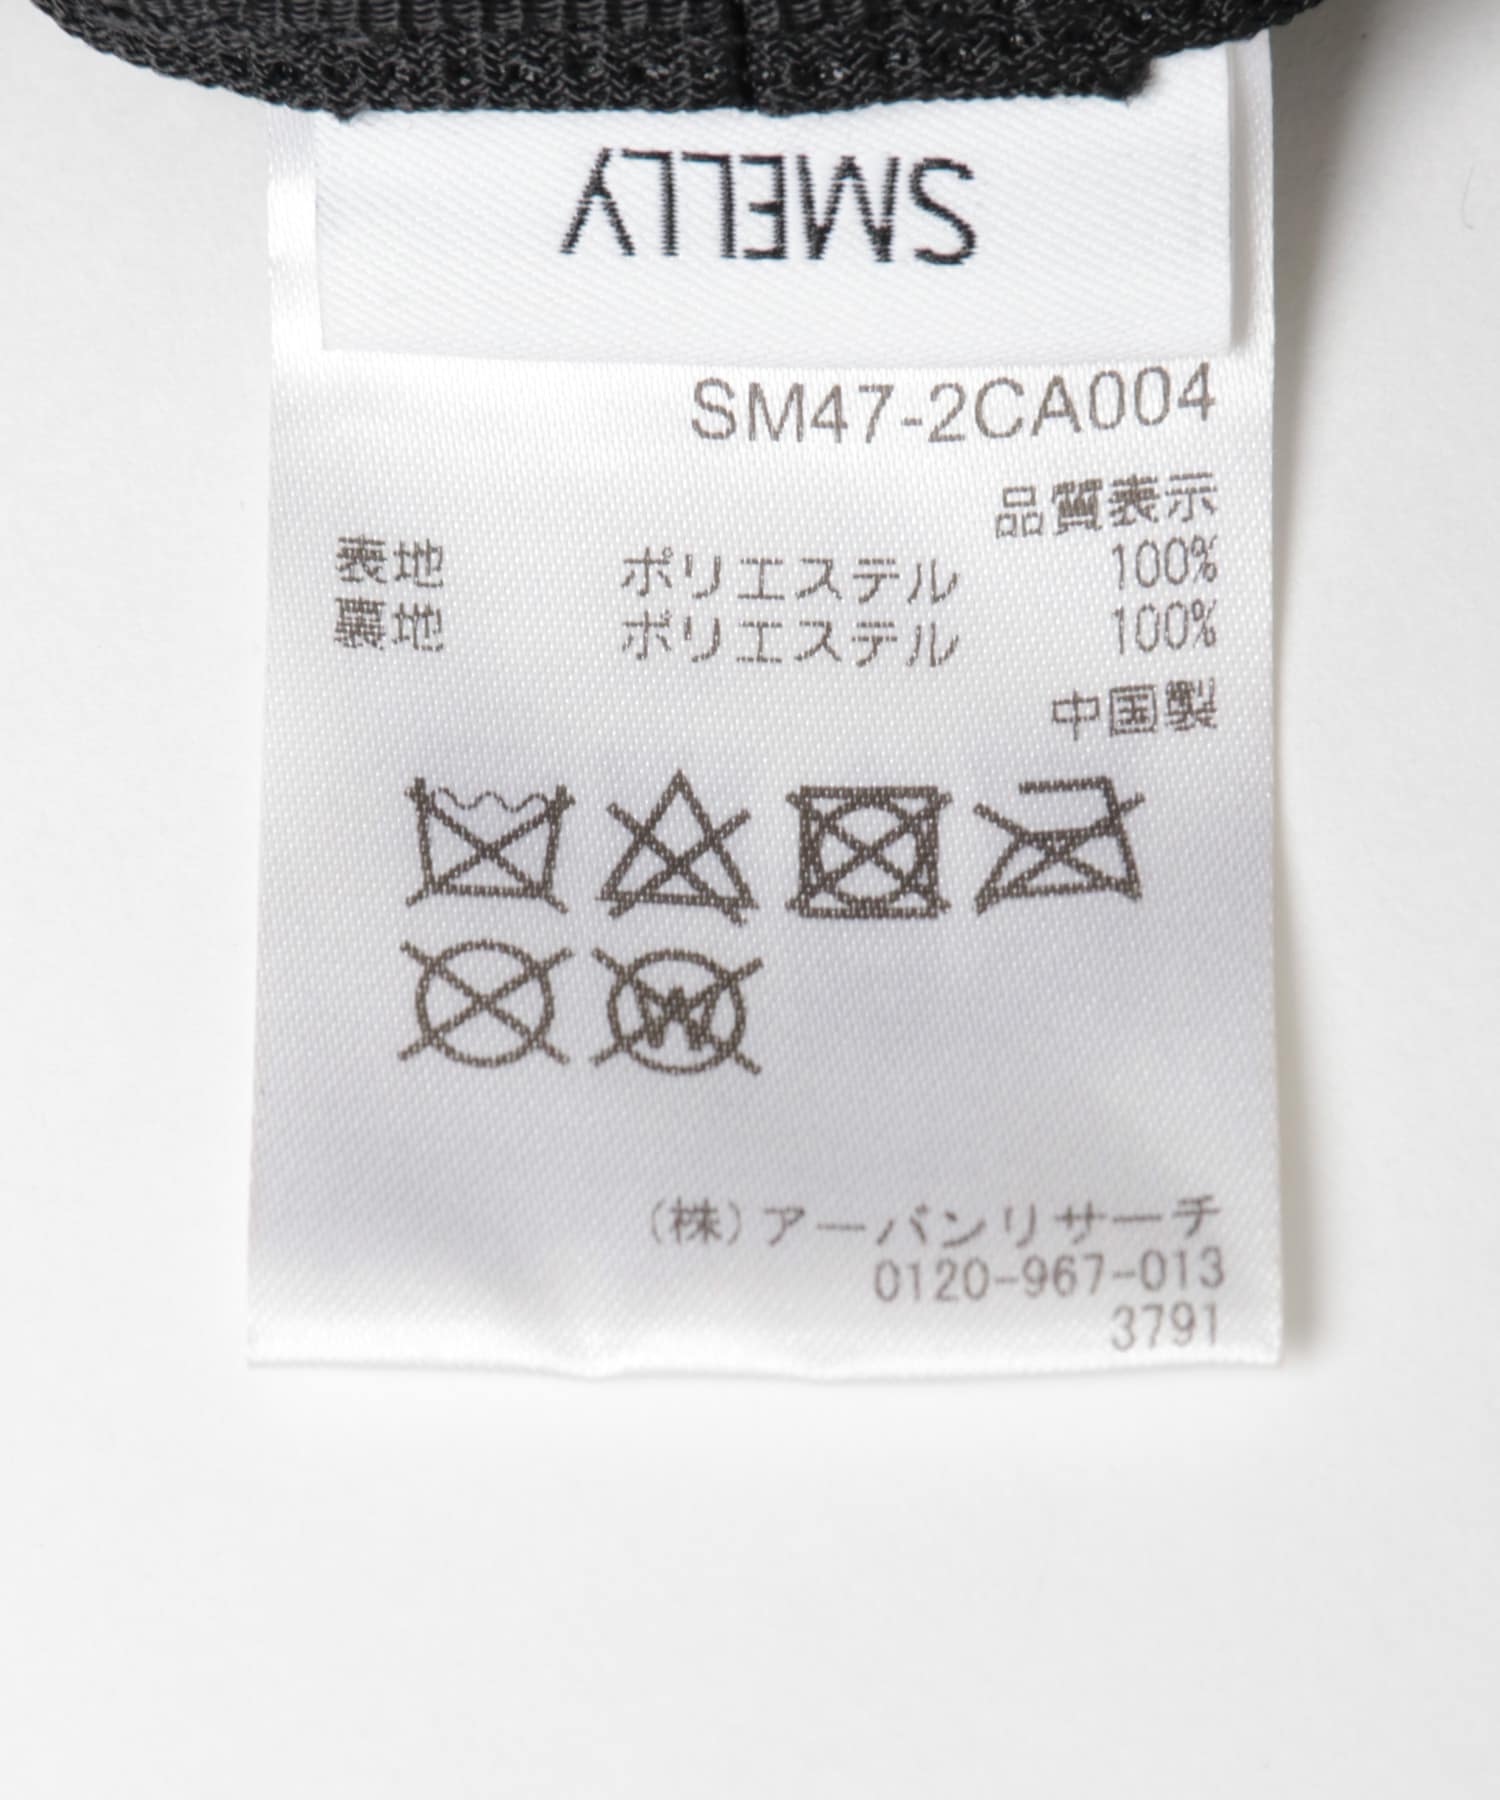 SMELLY
SM47-2CA004
品質表示
表地 ポリエステル 100%
裏地 ポリエステル 100%
中国製
W
(株)アーバンリサーチ
0120-967-013
3791